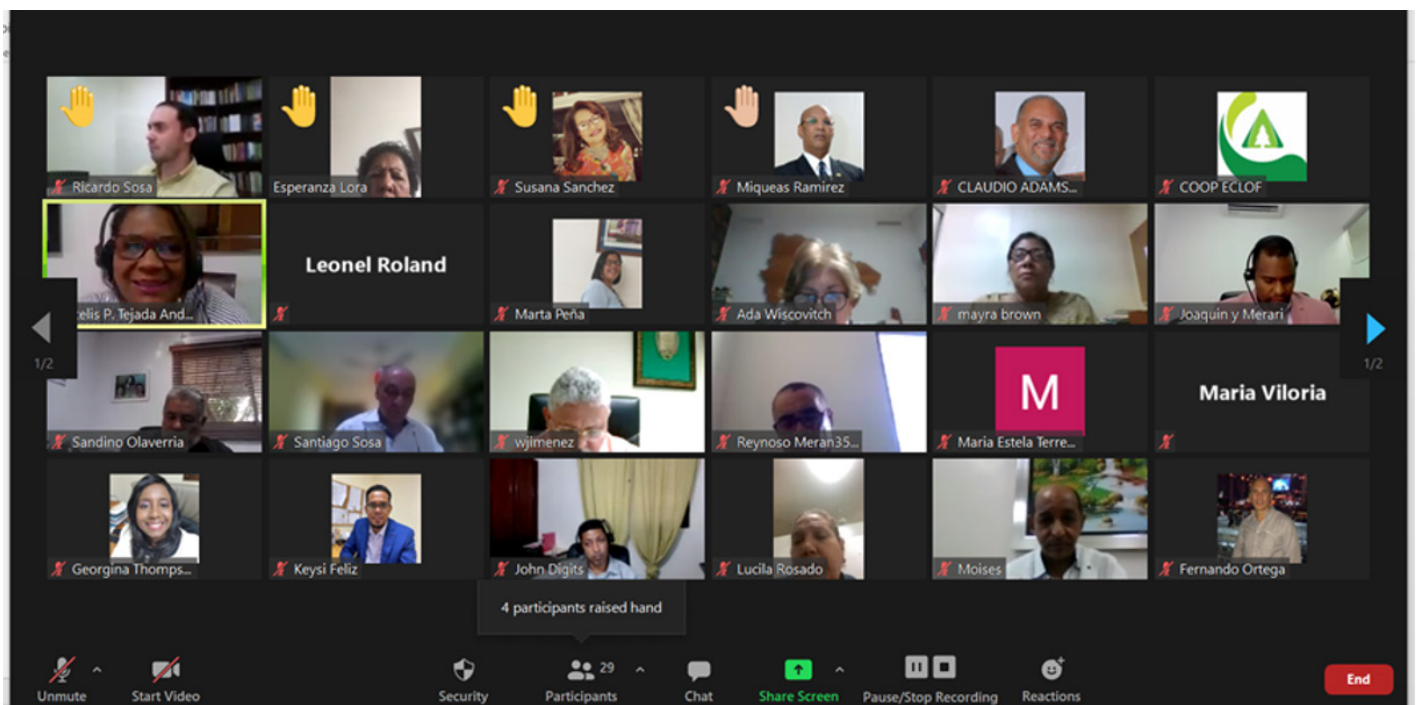 Ricardo Sosa
Esperanza Lora
Susana Sanchez
Miqueas Ramirez
CLAUDIO ADAMS...
COOP ECLOF
elis P. Tejada And...
Leonel Roland
Marta Peña
Ada Wiscovitch
mayra brown
Joaquin y Merari
1/2
1/2
Sandino Olaverria
Santiago Sosa
wjimenez
Reynoso Meran35...
M
Maria Estela Terre...
Maria Viloria
Georgina Thomps...
Keysi Feliz
John Digits
Lucila Rosado
Moises
Fernando Ortega
4 participants raised hand
Unmute
Start Video
Security
29
Participants
Chat
Share Screen
Pause/Stop Recording
Reactions
End